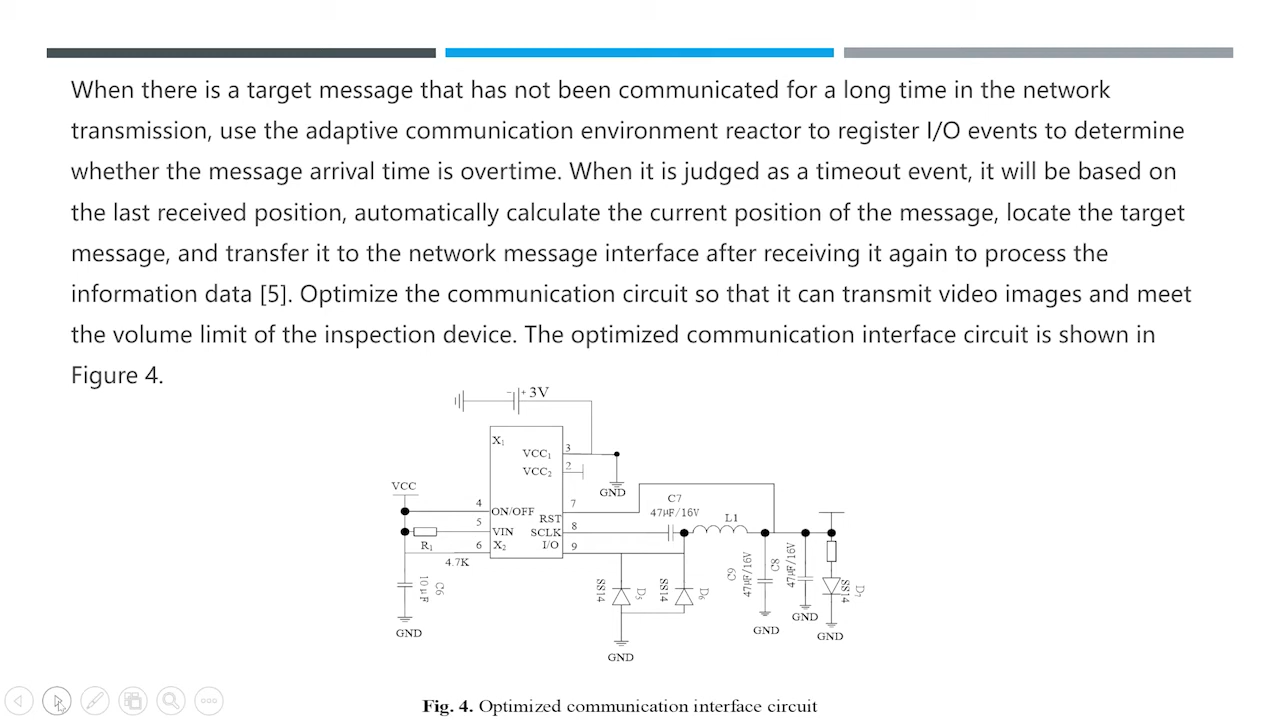 When there is a target message that has not been communicated for a long time in the network
transmission, use the adaptive communication environment reactor to register I/O events to determine
whether the message arrival time is overtime. When it is judged as a timeout event, it will be based on
the last received position, automatically calculate the current position of the message, locate the target
message, and transfer it to the network message interface after receiving it again to process the
information data [5]. Optimize the communication circuit so that it can transmit video images and meet
the volume limit of the inspection device. The optimized communication interface circuit is shown in
Figure 4.
- + 3V
X₁
VCC₁
3
VCC₂
2
GND
VCC
4
ON/OFF
RST
7
C7
47µF/16V
L1
5
VIN
SCLK
8
R₁
6
X₂
I/O
9
4.7K
C6
10µF
GND
SS14
D₅
SS14
D₆
GND
C9
47µF/16V
GND
C8
47µF/16V
GND
SS14
D₇
GND
Fig. 4. Optimized communication interface circuit